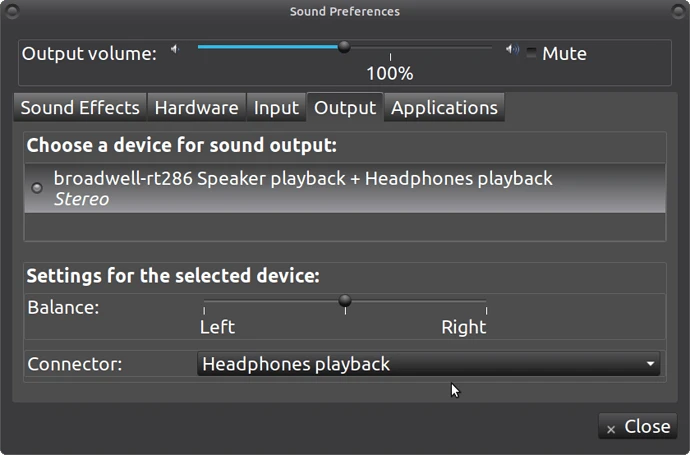 Sound Preferences
Output volume:
Mute
100%
Sound Effects Hardware Input Output Applications
Choose a device for sound output:
broadwell-rt286 Speaker playback + Headphones playback
Stereo
Settings for the selected device:
Balance:
Left Right
Connector: Headphones playback
Close